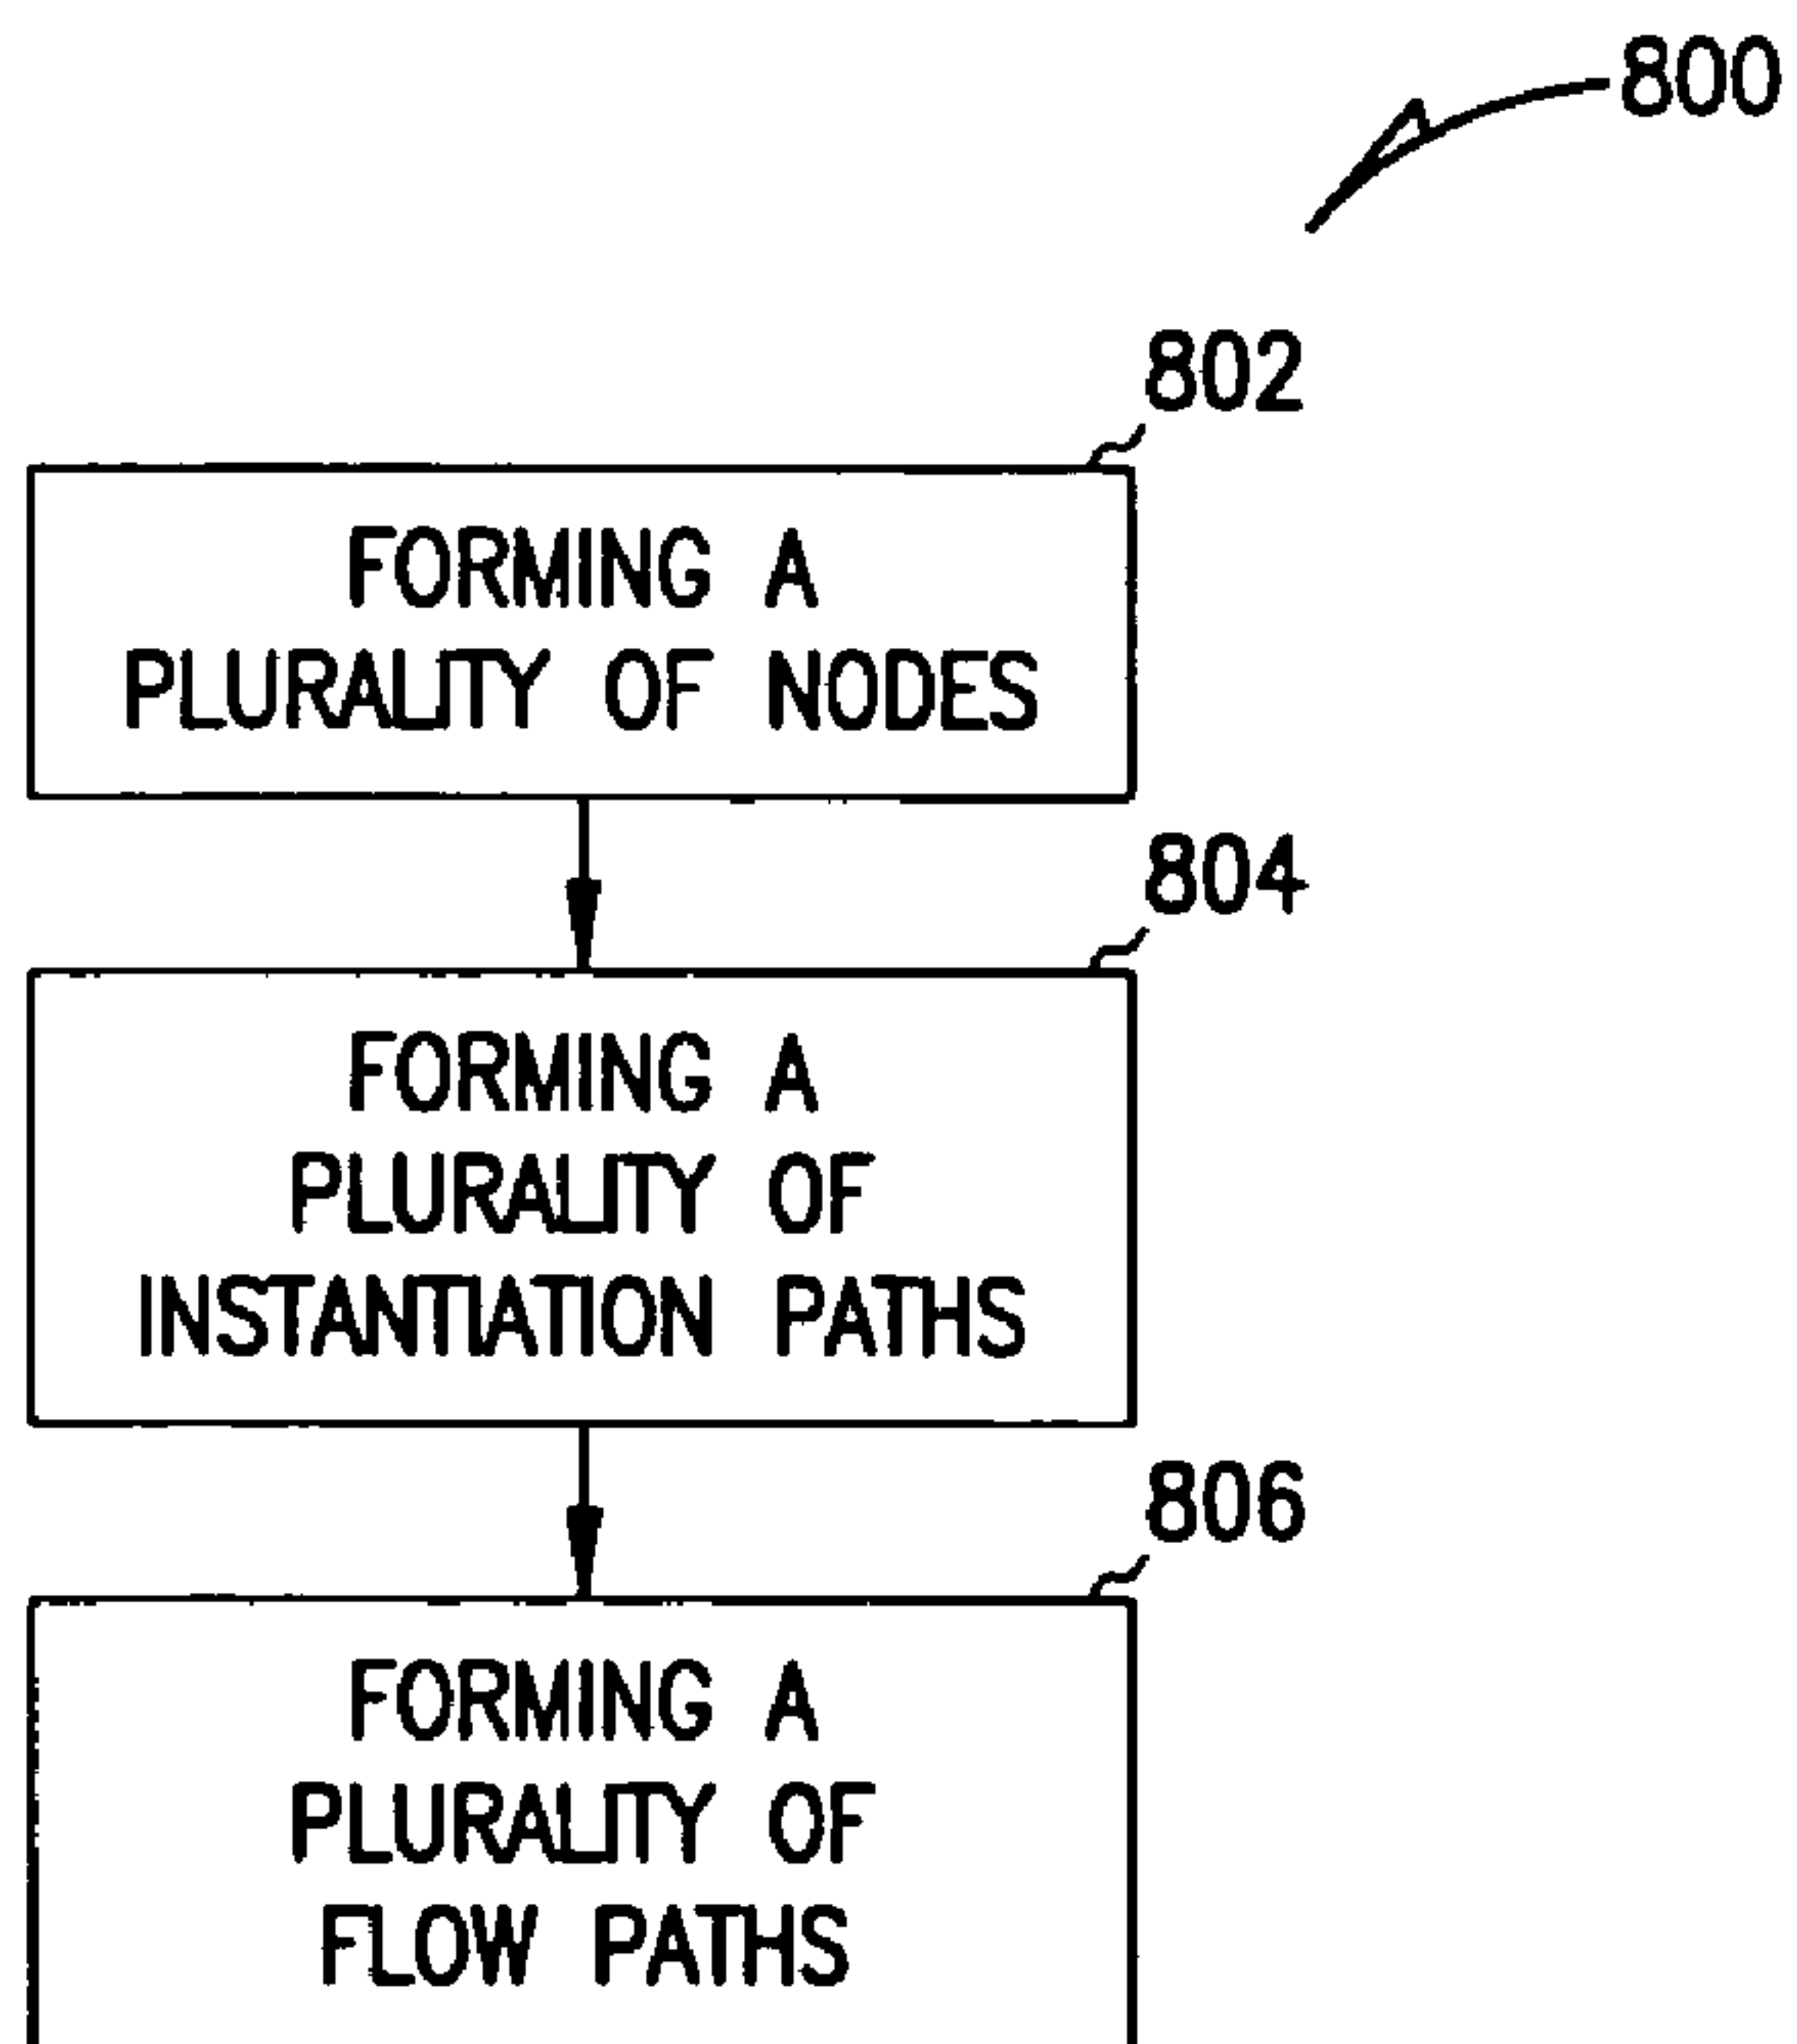 800
802
FORMING A
PLURALITY OF NODES
804
FORMING A
PLURALITY OF
INSTANTIATION PATHS
806
FORMING A
PLURALITY OF
FLOW PATHS